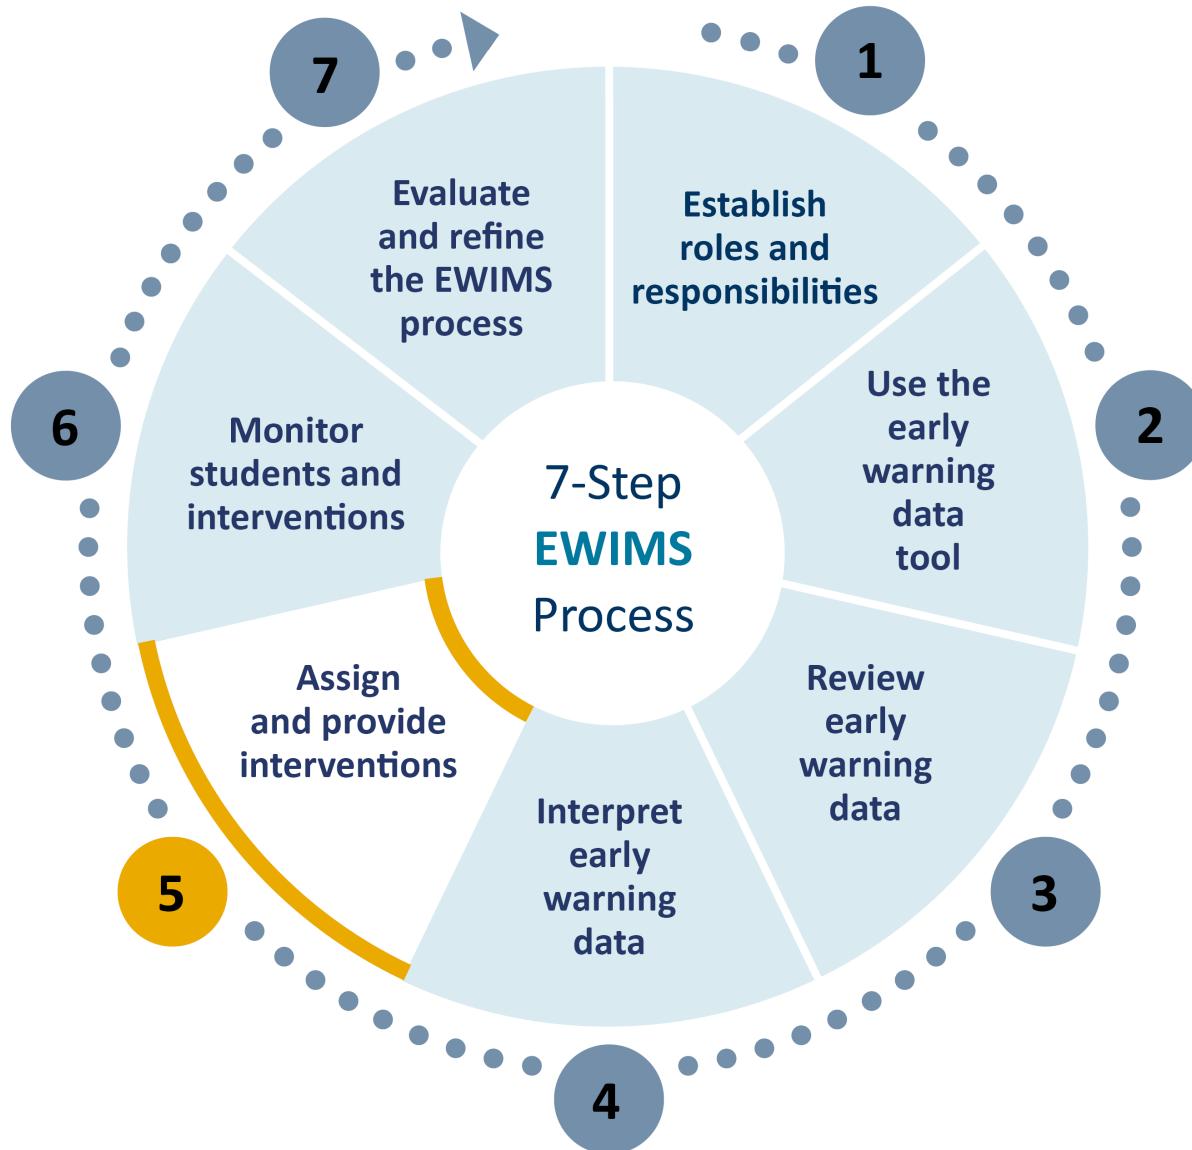 7-Step
EWIMS
Process
1
Establish
roles and
responsibilities
2
Use the
early
warning
data
tool
3
Review
early
warning
data
4
Interpret
early
warning
data
5
Assign
and provide
interventions
6
Monitor
students and
interventions
7
Evaluate
and refine
the EWIMS
process